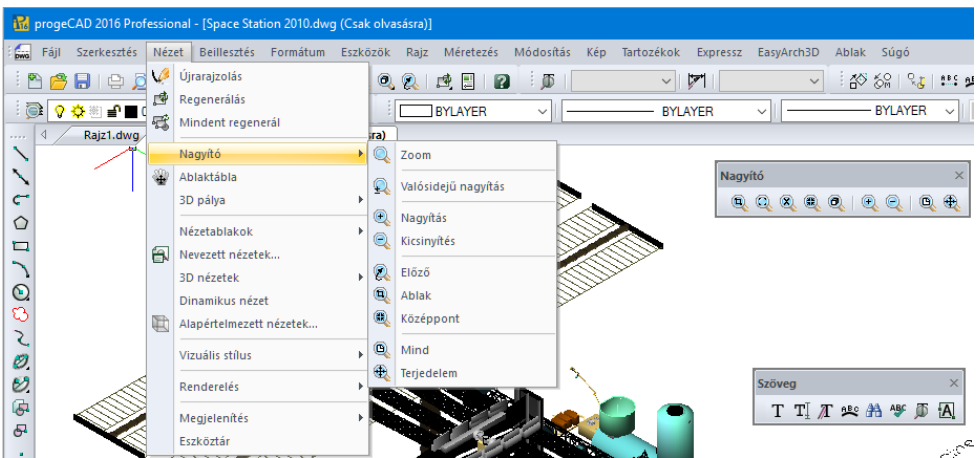 progeCAD 2016 Professional - [Space Station 2010.dwg (Csak olvasásra)]
Fájl Szerkesztés Nézet Beillesztés Formátum Eszközök Rajz Méretezés Módosítás Kép Tartozékok Expressz EasyArch3D Ablak Súgó
BYLAYER BYLAYER BYLAYER
Rajz1.dwg sra)
Újrarajzolás
Regenerálás
Mindent regenerál
Nagyító
Ablaktábla
3D pálya
Nézetablakok
Nevezett nézetek...
3D nézetek
Dinamikus nézet
Alapértelmezett nézetek...
Vizuális stílus
Renderelés
Megjelenítés
Eszköztár
Zoom
Valósidejű nagyítás
Nagyítás
Kicsinyítés
Előző
Ablak
Középpont
Mind
Terjedelem
Nagyító
Szöveg